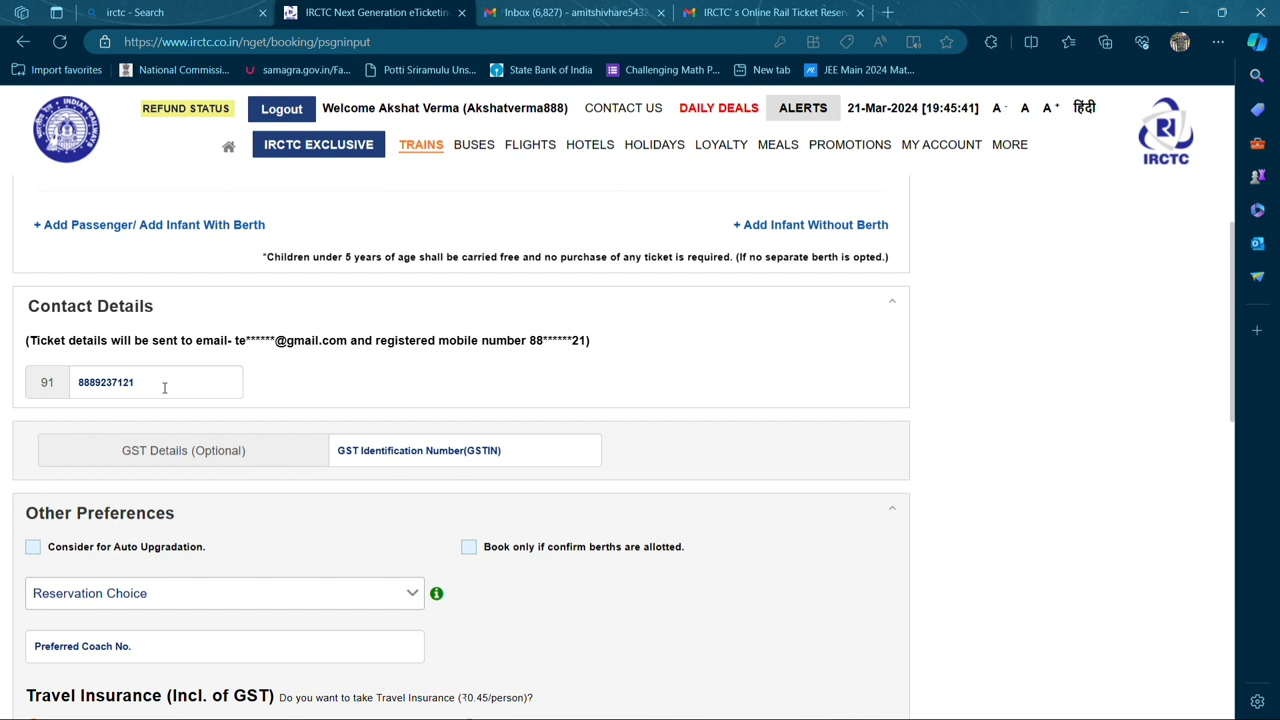 irctc - Search
IRCTC Next Generation eTicketin
Inbox (6,827) - amitshivhare5432
IRCTC' s Online Rail Ticket Reser
https://www.irctc.co.in/nget/booking/psgninput
Import favorites
National Commissi...
samagra.gov.in/Fa...
Potti Sriramulu Uns...
State Bank of India
Challenging Math P...
New tab
JEE Main 2024 Mat...
REFUND STATUS
Logout
Welcome Akshat Verma (Akshatverma888)
CONTACT US
DAILY DEALS
ALERTS
21-Mar-2024 [19:45:41]
A- A A+ हिंदी
IRCTC EXCLUSIVE
TRAINS BUSES FLIGHTS HOTELS HOLIDAYS LOYALTY MEALS PROMOTIONS MY ACCOUNT MORE
IRCTC
+ Add Passenger/ Add Infant With Berth
+ Add Infant Without Berth
*Children under 5 years of age shall be carried free and no purchase of any ticket is required. (If no separate berth is opted.)
Contact Details
(Ticket details will be sent to email- te******@gmail.com and registered mobile number 88******21)
91 8889237121
GST Details (Optional) GST Identification Number(GSTIN)
Other Preferences
Consider for Auto Upgradation.
Book only if confirm berths are allotted.
Reservation Choice
Preferred Coach No.
Travel Insurance (Incl. of GST) Do you want to take Travel Insurance (₹0.45/person)?